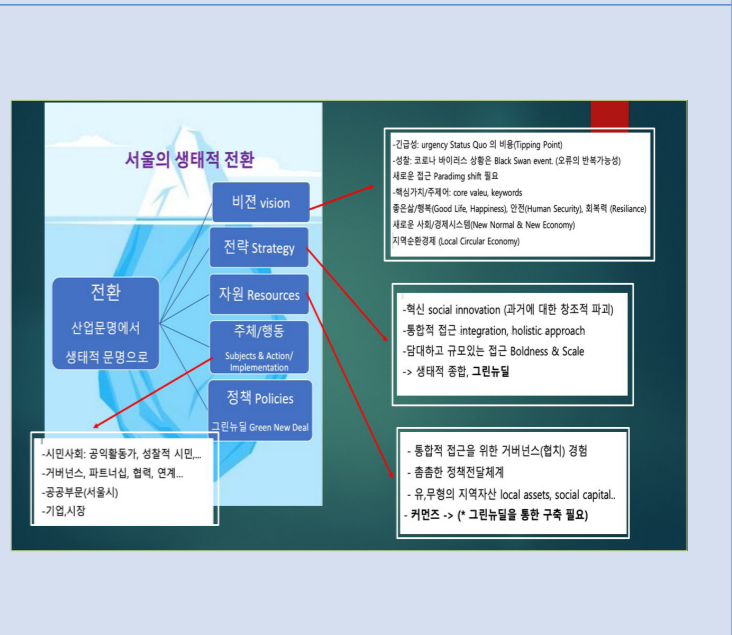 서울의 생태적 전환
전환
산업문명에서
생태적 문명으로
비젼 vision
전략 Strategy
자원 Resources
주체/행동
Subjects & Action/
Implementation
정책 Policies
그린뉴딜 Green New Deal
-긴급성: urgency Status Quo 의 비용(Tipping Point)
-성찰: 코로나 바이러스 상황은 Black Swan event. (오류의 반복가능성)
새로운 접근 Paradimg shift 필요
-핵심가치/주제어: core valeu, keywords
좋은삶/행복(Good Life, Happiness), 안전(Human Security), 회복력 (Resiliance)
새로운 사회/경제시스템(New Normal & New Economy)
지역순환경제 (Local Circular Economy)
-혁신 social innovation (과거에 대한 창조적 파괴)
-통합적 접근 integration, holistic approach
-담대하고 규모있는 접근 Boldness & Scale
-> 생태적 종합, 그린뉴딜
- 통합적 접근을 위한 거버넌스(협치) 경험
- 촘촘한 정책전달체계
- 유,무형의 지역자산 local assets, social capital..
- 커먼즈 -> (* 그린뉴딜을 통한 구축 필요)
-시민사회: 공익활동가, 성찰적 시민,...
-거버넌스, 파트너십, 협력, 연계...
-공공부문(서울시)
-기업,시장